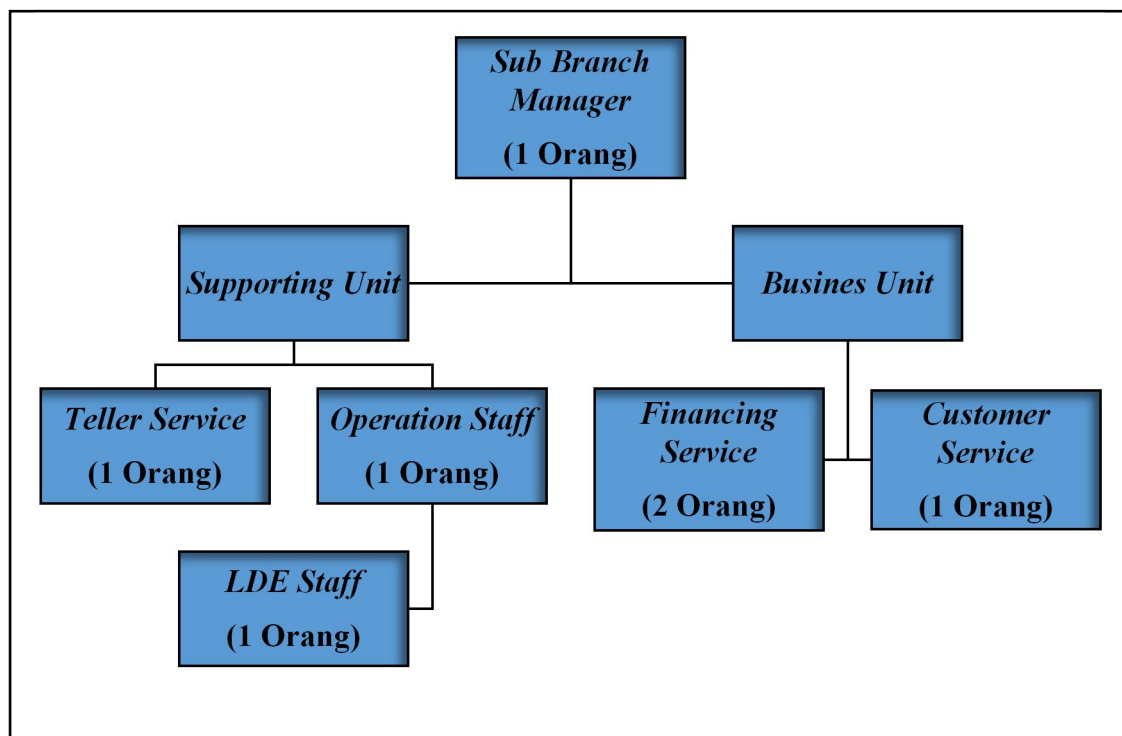 Sub Branch
Manager
(1 Orang)
Supporting Unit
Busines Unit
Teller Service
(1 Orang)
Operation Staff
(1 Orang)
Financing
Service
(2 Orang)
Customer
Service
(1 Orang)
LDE Staff
(1 Orang)